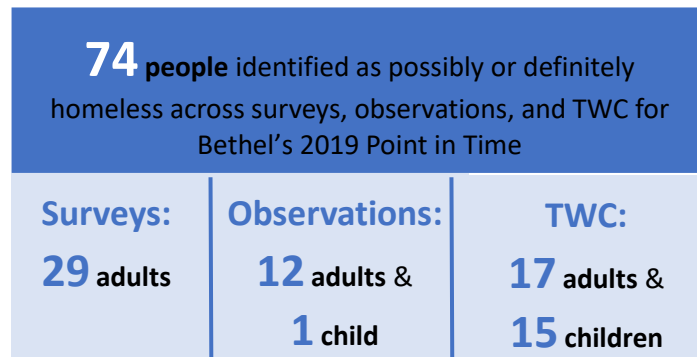 74 people identified as possibly or definitely
homeless across surveys, observations, and TWC for
Bethel’s 2019 Point in Time
Surveys:
29 adults
Observations:
12 adults &
1 child
TWC:
17 adults &
15 children